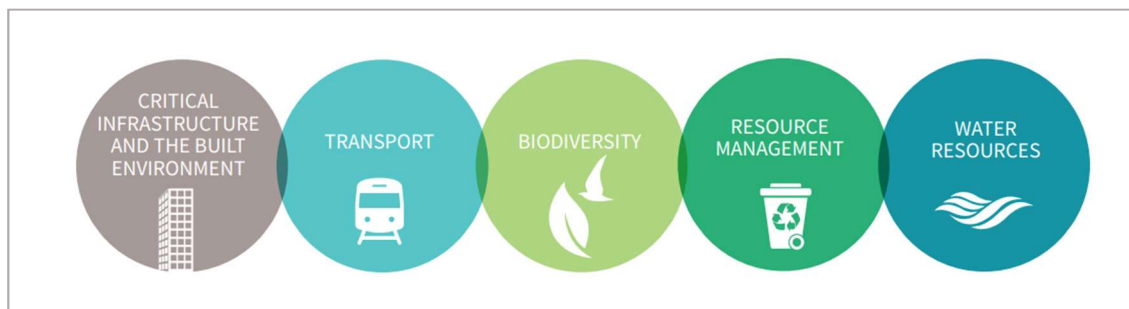 CRITICAL
INFRASTRUCTURE
AND THE BUILT
ENVIRONMENT
TRANSPORT
BIODIVERSITY
RESOURCE
MANAGEMENT
WATER
RESOURCES